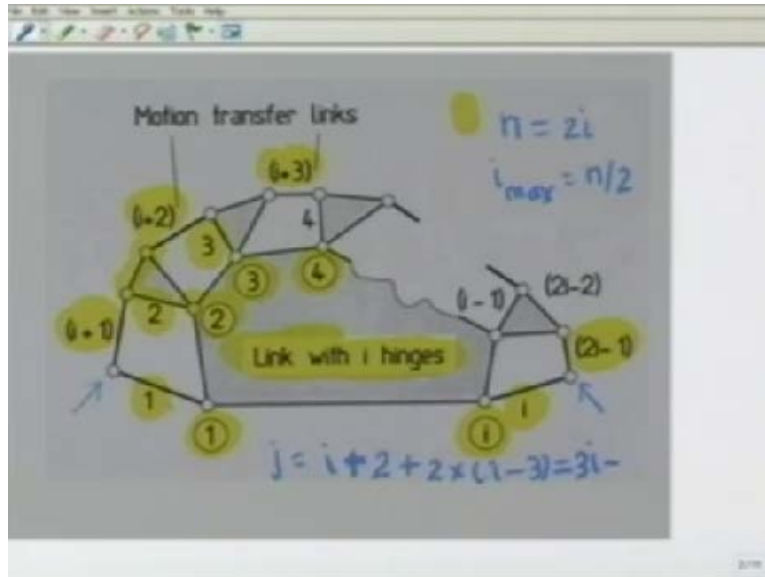 Motion transfer links
n = 2i
i max = n/2
(i+3)
(i+2)
4
3
3
4
(i-1)
(2i-2)
(i+1)
2
2
(2i-1)
Link with i hinges
1
i
1
i
j = i+2+2×(i-3)=3i-